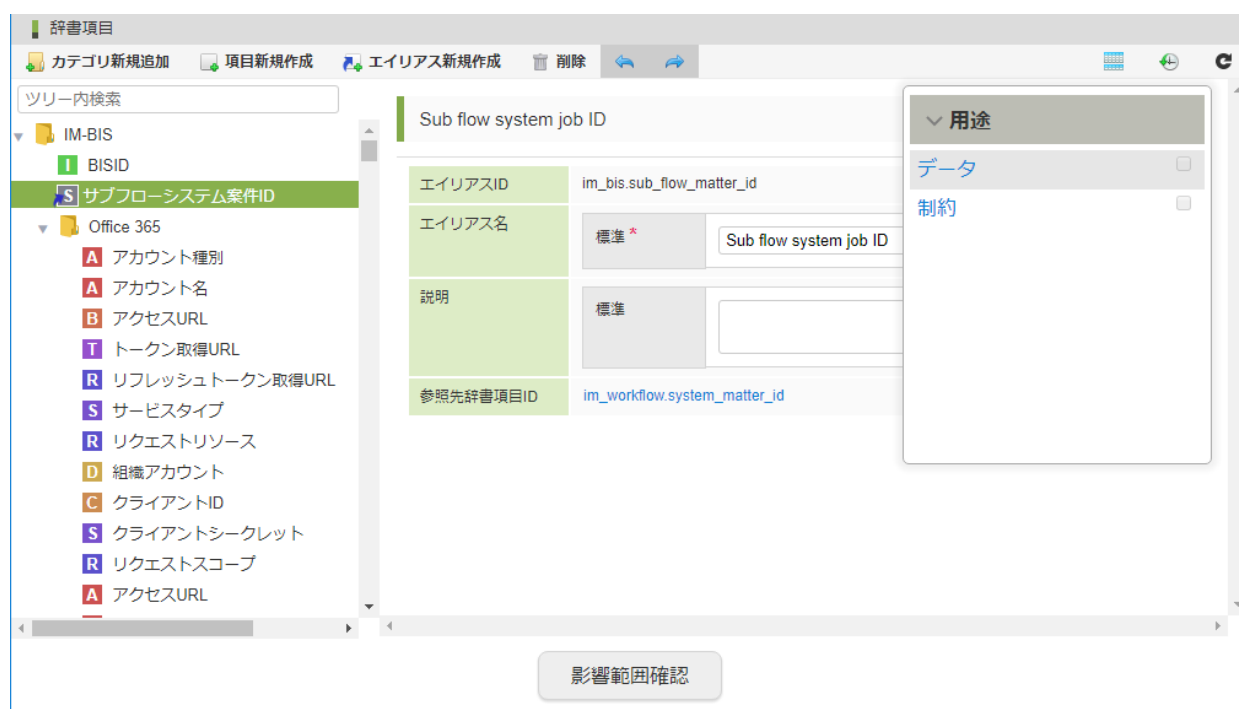 辞書項目
カテゴリ新規追加 項目新規作成 エイリアス新規作成 削除
ツリー内検索
IM-BIS
I BISID
S サブフローシステム案件ID
Office 365
A アカウント種別
A アカウント名
B アクセスURL
T トークン取得URL
R リフレッシュトークン取得URL
S サービスタイプ
R リクエストリソース
D 組織アカウント
C クライアントID
S クライアントシークレット
R リクエストスコープ
A アクセスURL
Sub flow system job ID
エイリアスID im_bis.sub_flow_matter_id
エイリアス名 標準 * Sub flow system job ID
説明 標準
参照先辞書項目ID im_workflow.system_matter_id
用途
データ
制約
影響範囲確認